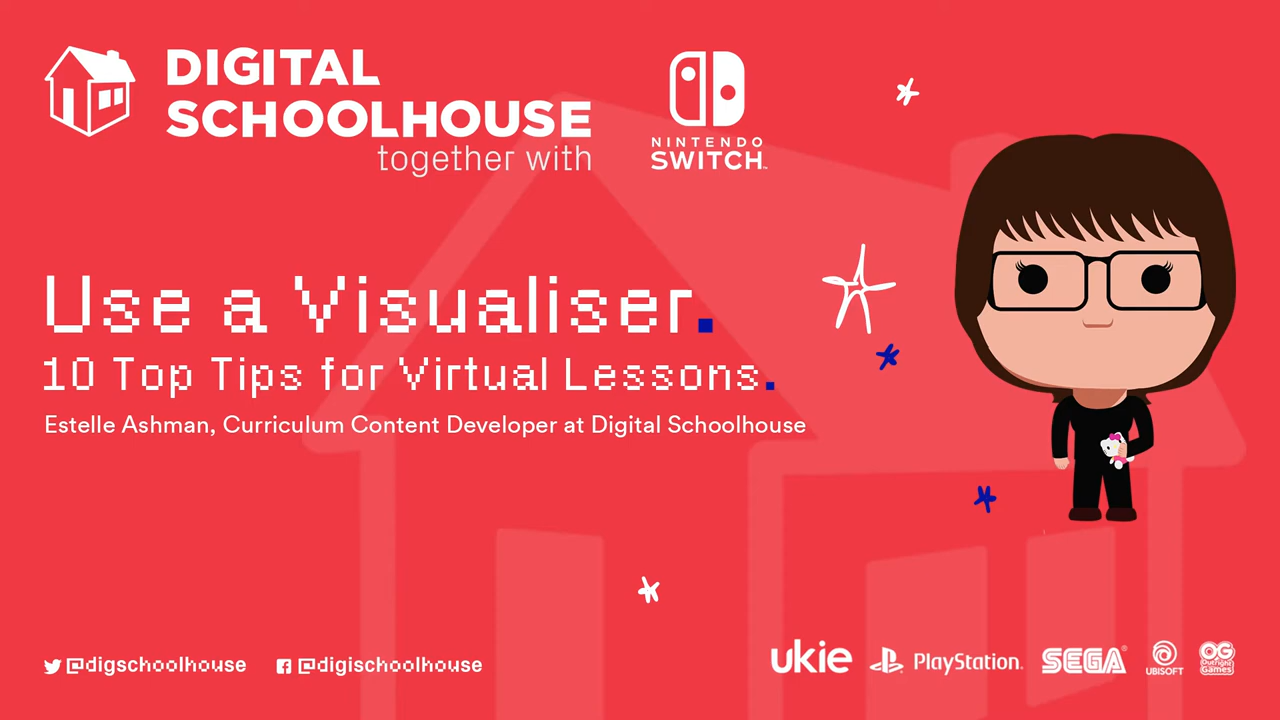 DIGITAL
SCHOOLHOUSE
together with
NINTENDO
SWITCH™
Use a Visualiser.
10 Top Tips for Virtual Lessons.
Estelle Ashman, Curriculum Content Developer at Digital Schoolhouse
@digschoolhouse
@digischoolhouse
ukie
PlayStation®
SEGA®
UBISOFT
OG
Outright
Games